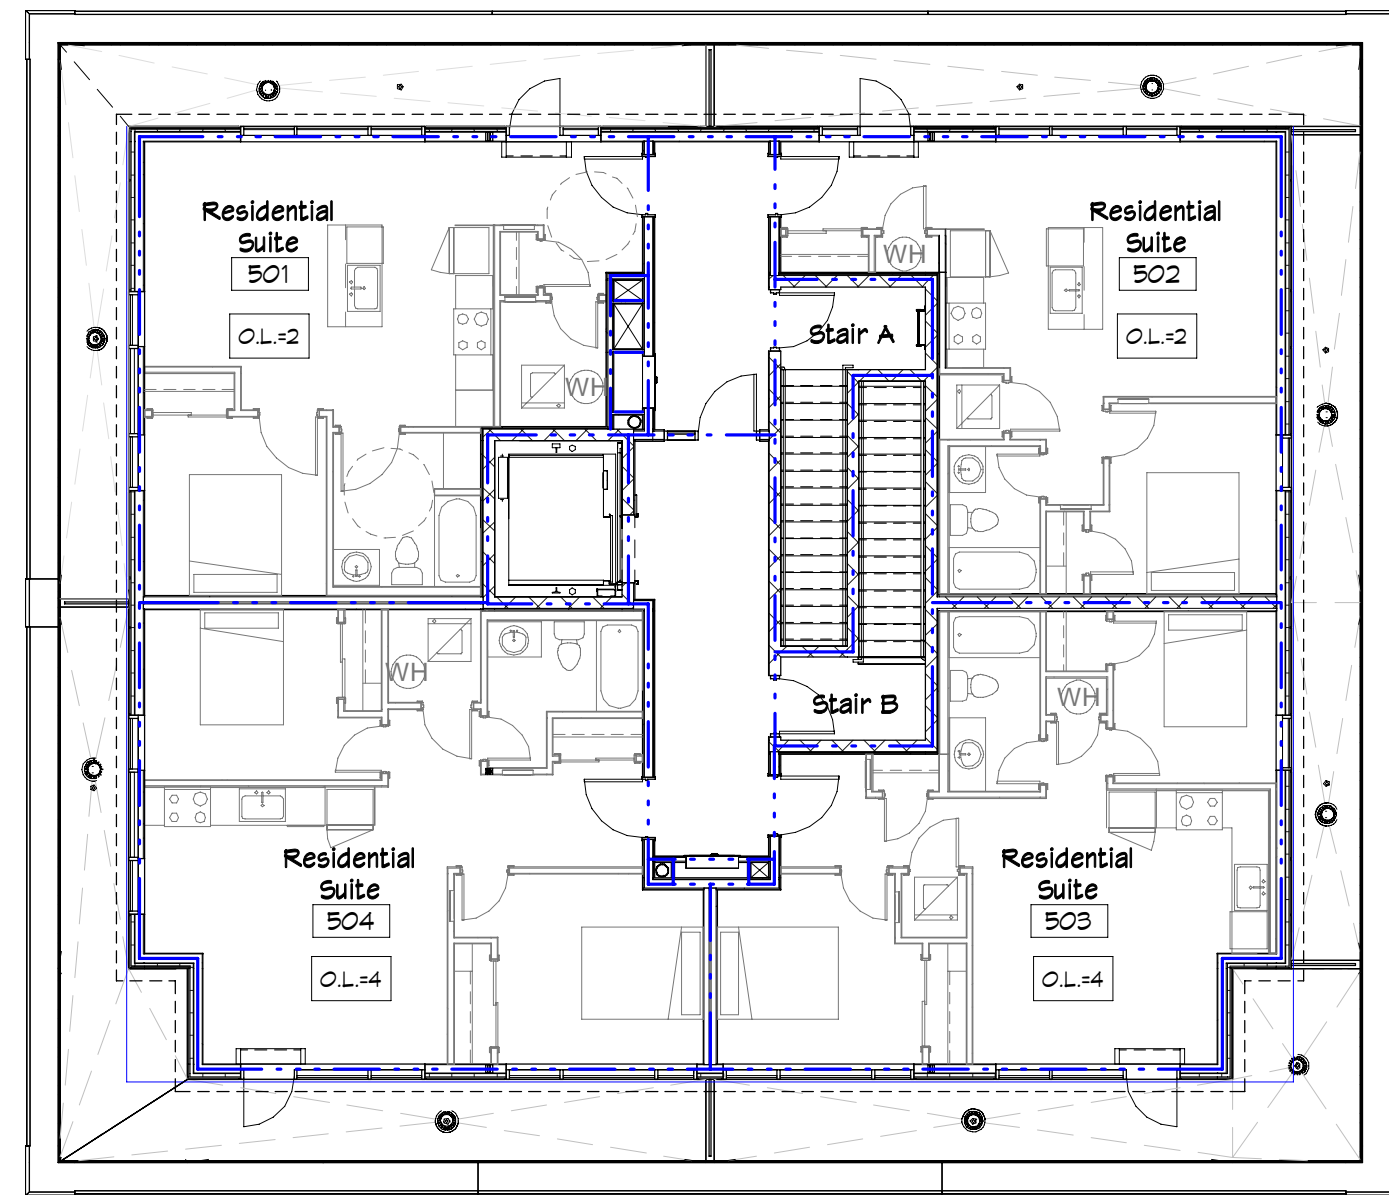 Residential
Suite
501
O.L.=2
Residential
Suite
502
O.L.=2
WH
Stair A
WH
WH
Stair B
WH
Residential
Suite
504
O.L.=4
Residential
Suite
503
O.L.=4